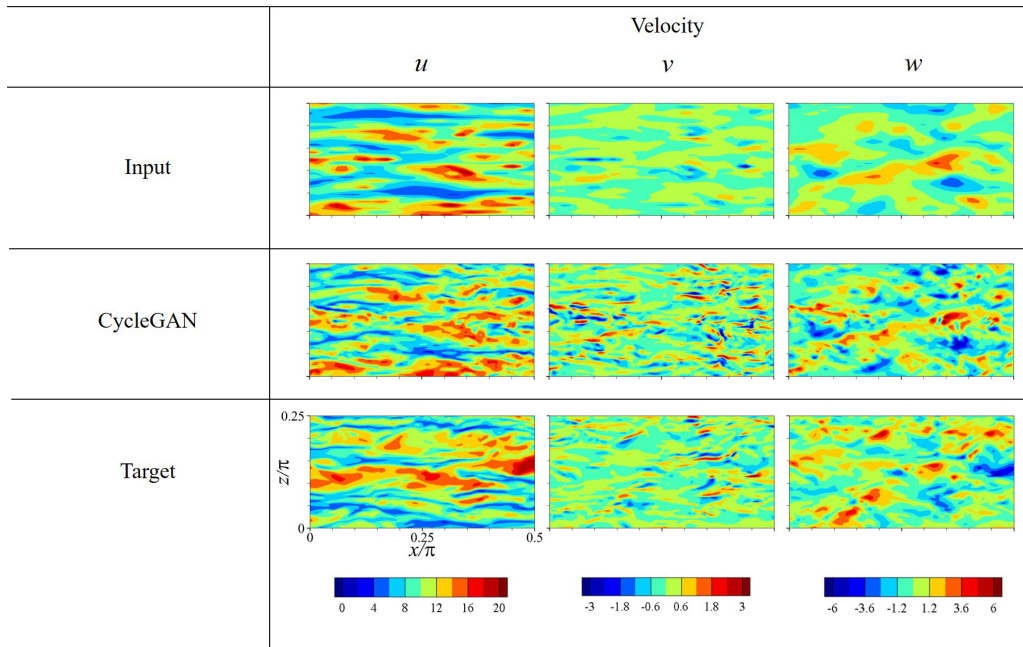 Velocity
u v w
Input
CycleGAN
Target
0.25
z/π
0
0 0.25 0.5
x/π
0 4 8 12 16 20
-3 -1.8 -0.6 0.6 1.8 3
-6 -3.6 -1.2 1.2 3.6 6